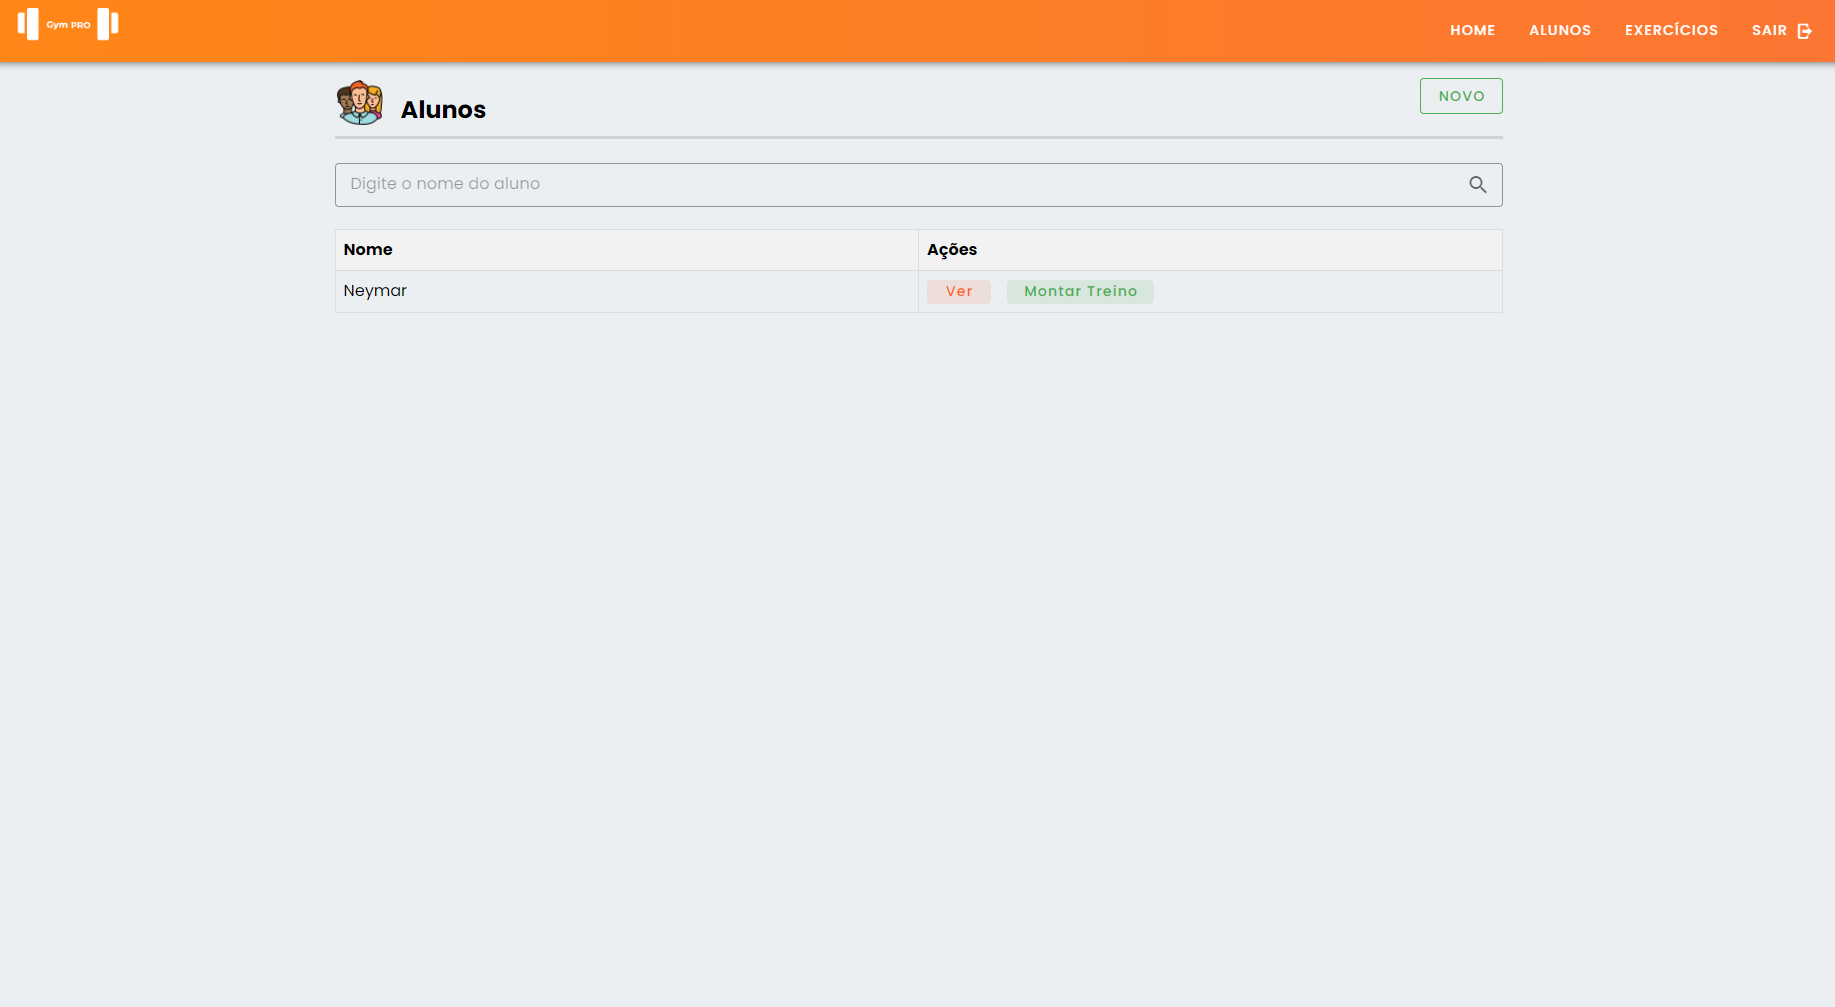 Gym PRO
HOME ALUNOS EXERCÍCIOS SAIR
Alunos
NOVO
Digite o nome do aluno
Nome Ações
Neymar Ver Montar Treino